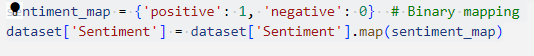 sentiment_map = {'positive': 1, 'negative': 0}  # Binary mapping
dataset['Sentiment'] = dataset['Sentiment'].map(sentiment_map)